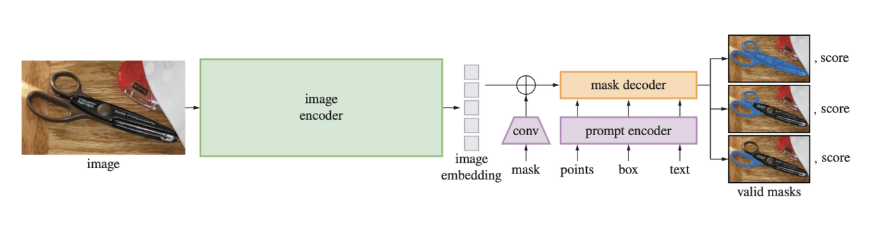 image
image
encoder
image
embedding
mask
conv
points
box
text
prompt encoder
mask decoder
, score
, score
, score
valid masks